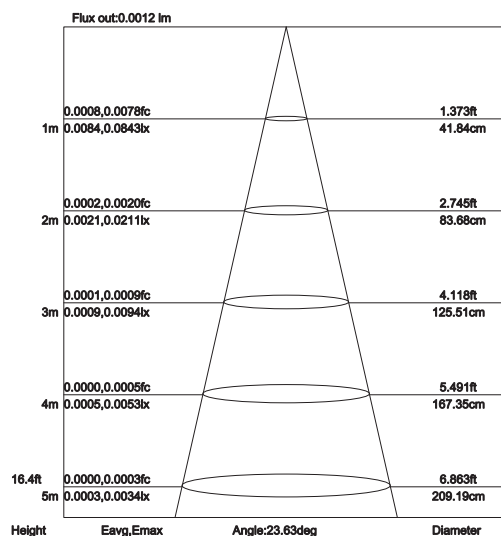 Flux out:0.0012 lm
0.0008,0.0078fc 1.373ft
1m 0.0084,0.0843lx 41.84cm
0.0002,0.0020fc 2.745ft
2m 0.0021,0.0211lx 83.68cm
0.0001,0.0009fc 4.118ft
3m 0.0009,0.0094lx 125.51cm
0.0000,0.0005fc 5.491ft
4m 0.0005,0.0053lx 167.35cm
16.4ft 0.0000,0.0003fc 6.863ft
5m 0.0003,0.0034lx 209.19cm
Height Eavg,Emax Angle:23.63deg Diameter